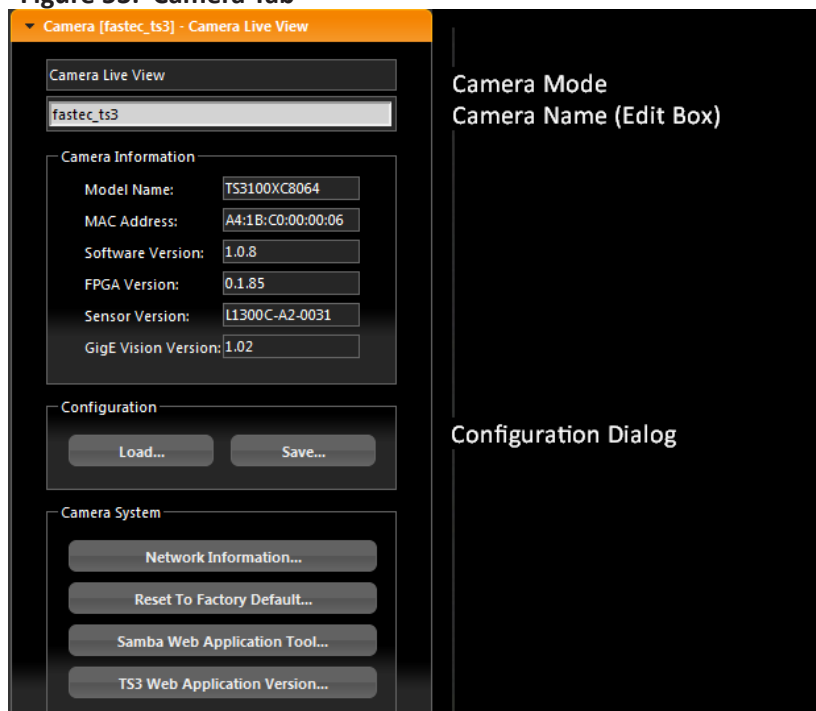 Figure 35. Camera Tab
Camera [fastec_ts3] - Camera Live View
Camera Live View
Camera Mode
fastec_ts3
Camera Name (Edit Box)
Camera Information
Model Name: TS3100XC8064
MAC Address: A4:1B:C0:00:00:06
Software Version: 1.0.8
FPGA Version: 0.1.85
Sensor Version: L1300C-A2-0031
GigE Vision Version: 1.02
Configuration
Configuration Dialog
Load... Save...
Camera System
Network Information...
Reset To Factory Default...
Samba Web Application Tool...
TS3 Web Application Version...